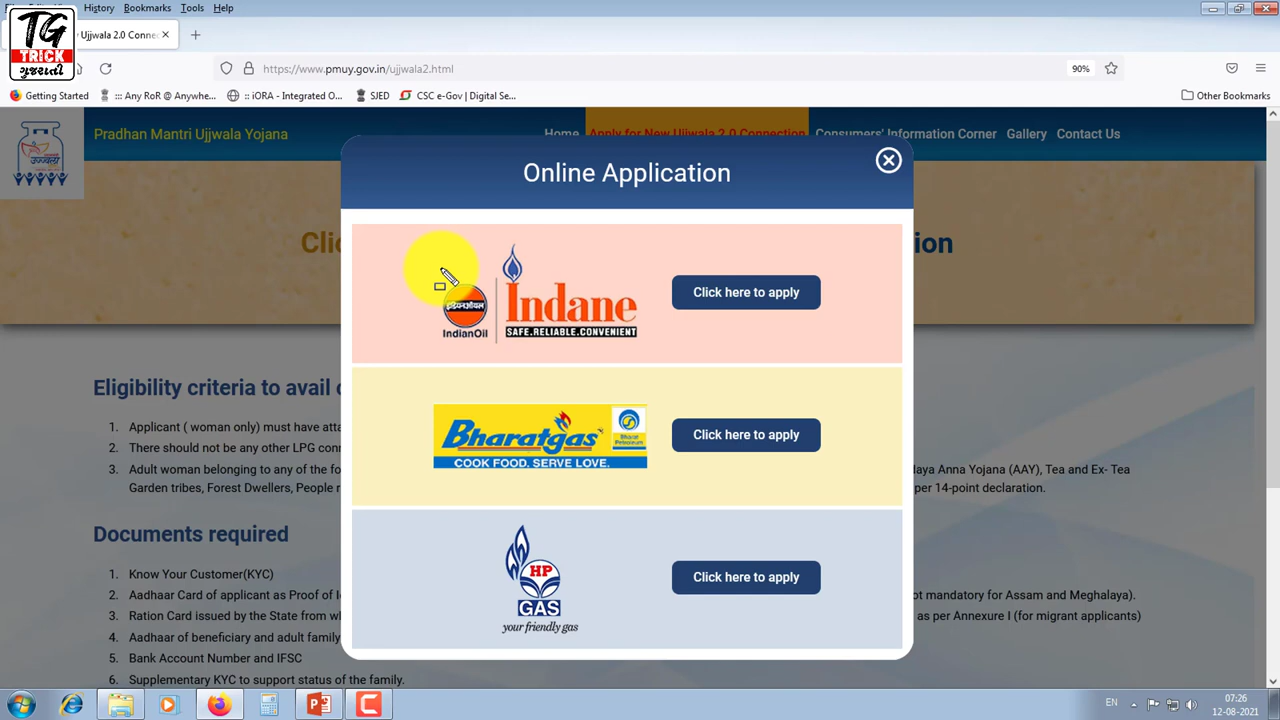 History Bookmarks Tools Help
TG
TRICK
ગુજરાતી
Ujjwala 2.0 Connec
https://www.pmuy.gov.in/ujjwala2.html
90%
Getting Started
::: Any RoR @ Anywhe...
:: iORA - Integrated O...
SJED
CSC e-Gov | Digital Se...
Other Bookmarks
Pradhan Mantri Ujjwala Yojana
Home
Apply for New Ujjwala 2.0 Connection
Consumers' Information Corner
Gallery
Contact Us
Online Application
Clic
ion
इंडियनऑयल
IndianOil
Indane
SAFE.RELIABLE.CONVENIENT
Click here to apply
Eligibility criteria to avail
1. Applicant ( woman only) must have atta
2. There should not be any other LPG conn
3. Adult woman belonging to any of the fo
daya Anna Yojana (AAY), Tea and Ex- Tea
Garden tribes, Forest Dwellers, People r
per 14-point declaration.
Bharatgas
Bharat
Petroleum
COOK FOOD. SERVE LOVE.
Click here to apply
Documents required
1. Know Your Customer(KYC)
2. Aadhaar Card of applicant as Proof of I
ot mandatory for Assam and Meghalaya).
3. Ration Card issued by the State from wh
as per Annexure I (for migrant applicants)
4. Aadhaar of beneficiary and adult family
5. Bank Account Number and IFSC
6. Supplementary KYC to support status of the family.
HP
GAS
your friendly gas
Click here to apply
EN
07:26
12-08-2021